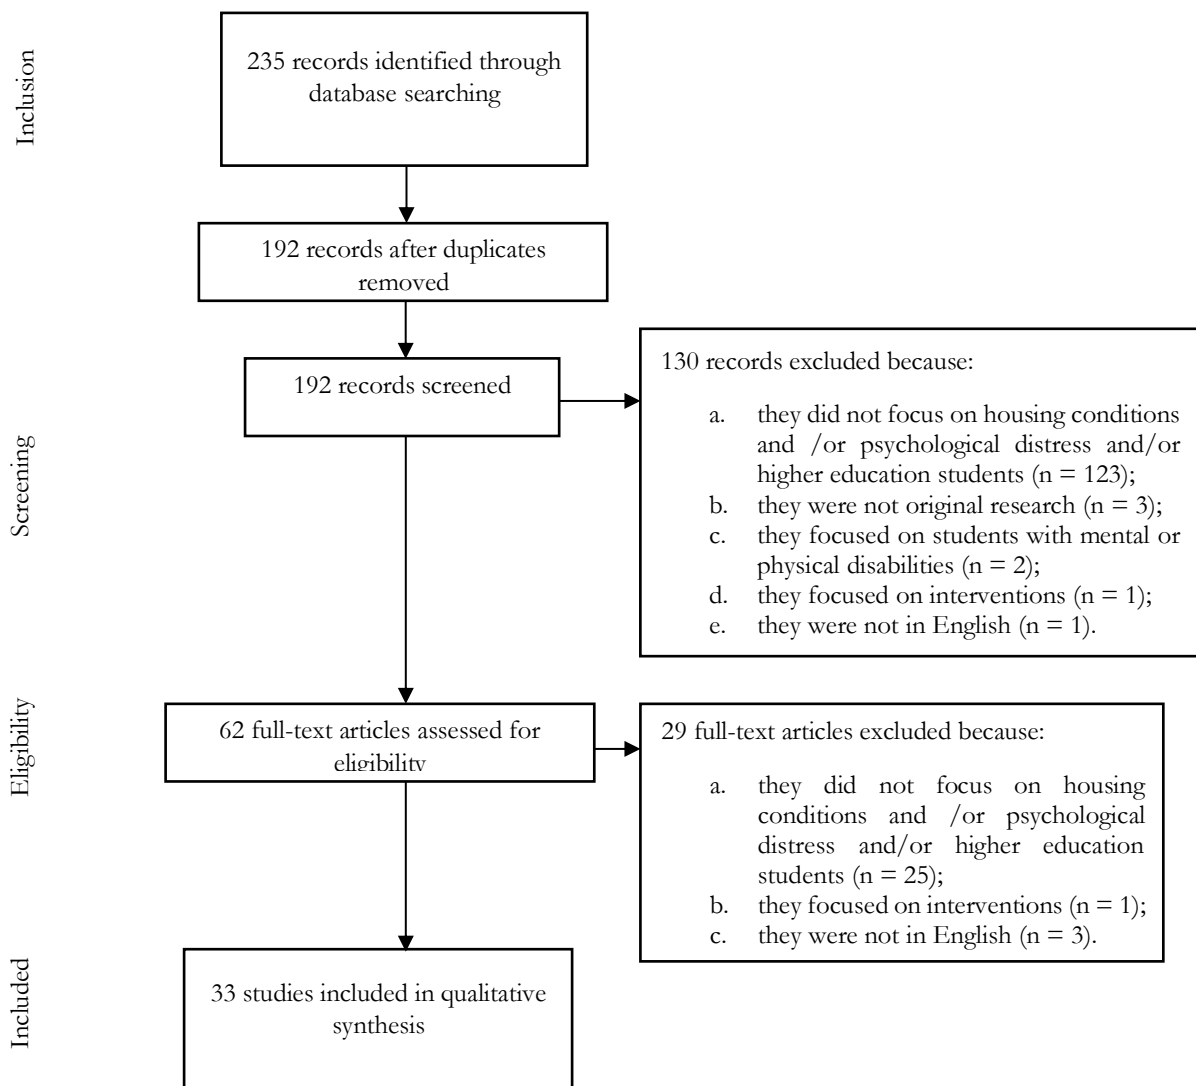 Inclusion
235 records identified through
database searching
192 records after duplicates
removed
Screening
192 records screened
130 records excluded because:
a. they did not focus on housing conditions
and /or psychological distress and/or
higher education students (n = 123);
b. they were not original research (n = 3);
c. they focused on students with mental or
physical disabilities (n = 2);
d. they focused on interventions (n = 1);
e. they were not in English (n = 1).
Eligibility
62 full-text articles assessed for
eligibility
29 full-text articles excluded because:
a. they did not focus on housing
conditions and /or psychological
distress and/or higher education
students (n = 25);
b. they focused on interventions (n = 1);
c. they were not in English (n = 3).
Included
33 studies included in qualitative
synthesis